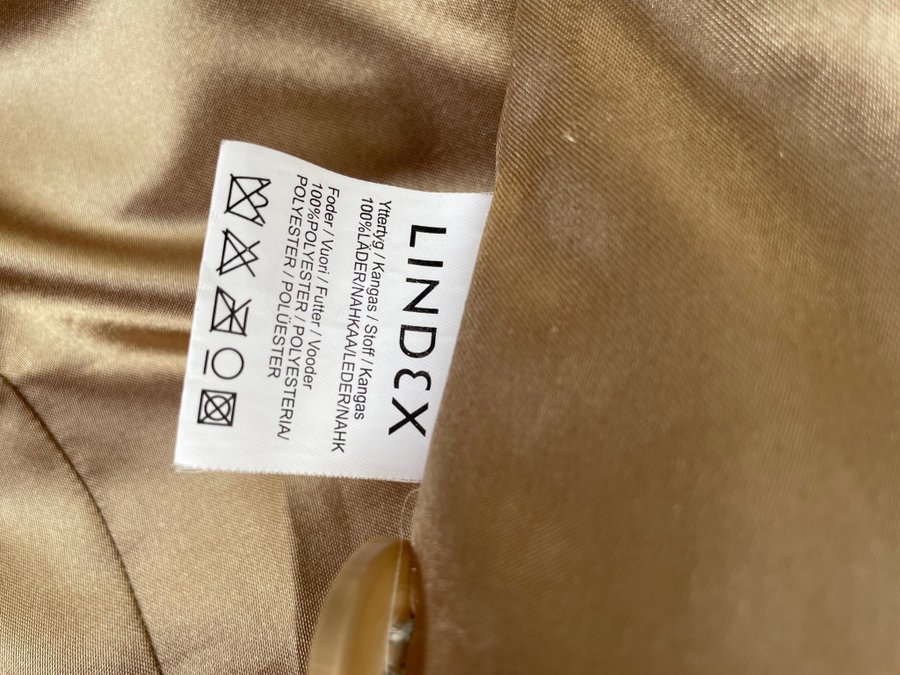 LINDEX
Yttertyg / Kangas / Stoff / Kangas
100%LÄDER/NAHKAA/LEDER/NAHK
Foder / Vuori / Futter / Vooder
100%POLYESTER / POLYESTERIA/
POLYESTER / POLÜESTER